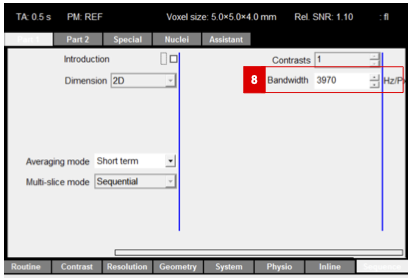 TA: 0.5 s PM: REF Voxel size: 5.0×5.0×4.0 mm Rel. SNR: 1.10 : fl
Part 2 Special Nuclei Assistant
Introduction
Dimension 2D
Contrasts 1
8 Bandwidth 3970 Hz/Px
Averaging mode Short term
Multi-slice mode Sequential
Routine Contrast Resolution Geometry System Physio Inline